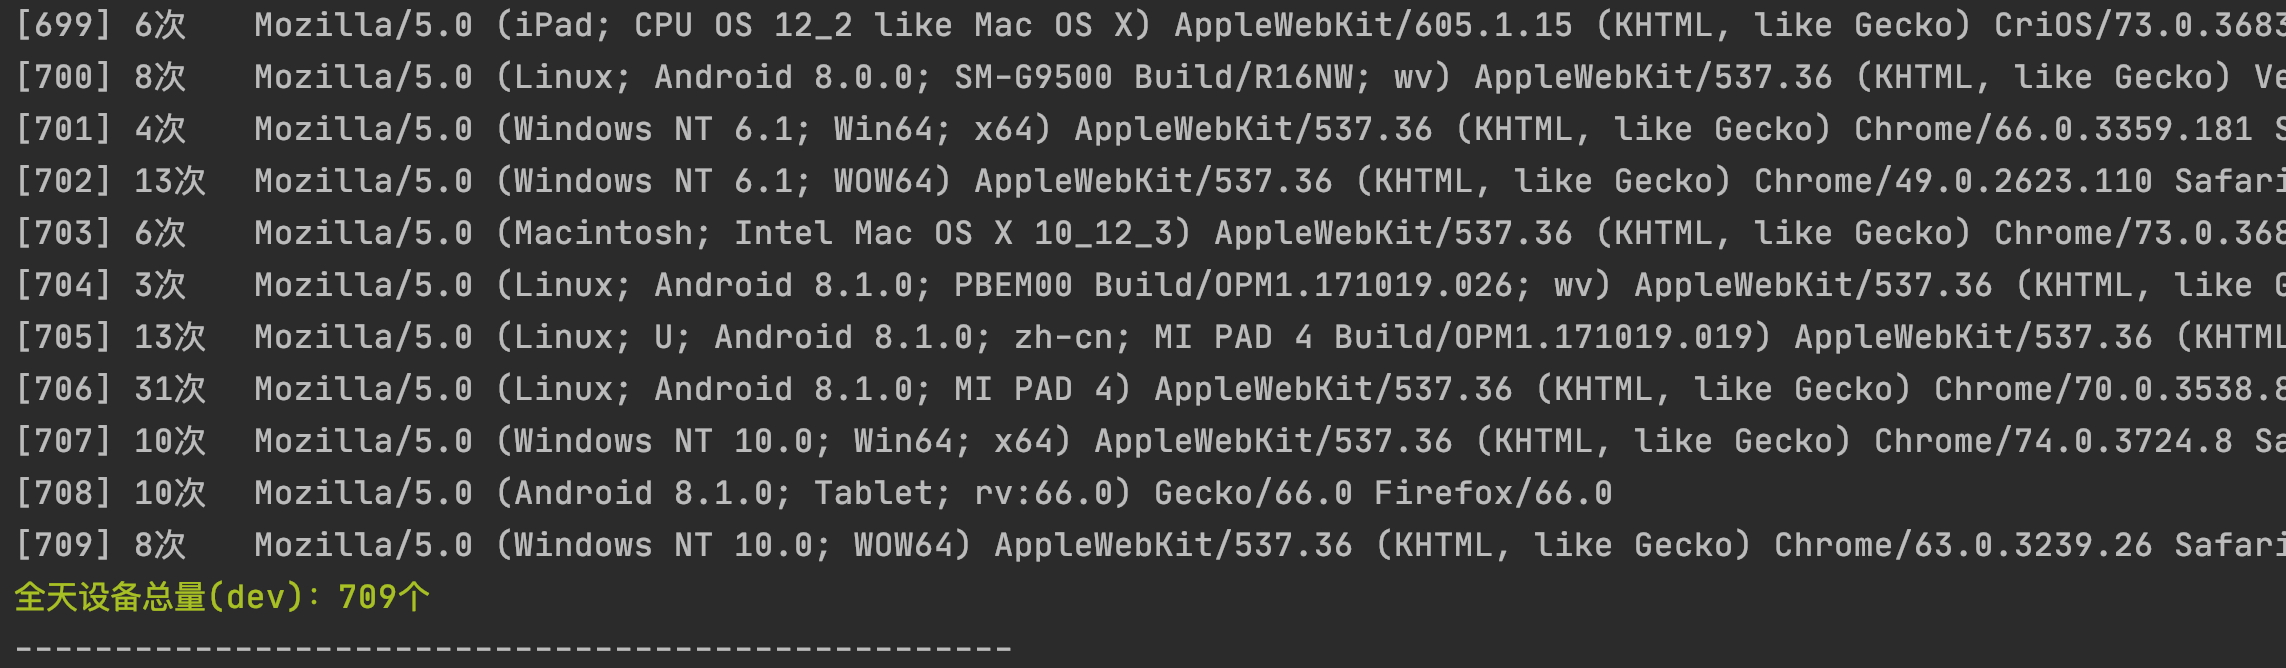 [699] 6次 Mozilla/5.0 (iPad; CPU OS 12_2 like Mac OS X) AppleWebKit/605.1.15 (KHTML, like Gecko) CriOS/73.0.3683
[700] 8次 Mozilla/5.0 (Linux; Android 8.0.0; SM-G9500 Build/R16NW; wv) AppleWebKit/537.36 (KHTML, like Gecko) Ve
[701] 4次 Mozilla/5.0 (Windows NT 6.1; Win64; x64) AppleWebKit/537.36 (KHTML, like Gecko) Chrome/66.0.3359.181 S
[702] 13次 Mozilla/5.0 (Windows NT 6.1; WOW64) AppleWebKit/537.36 (KHTML, like Gecko) Chrome/49.0.2623.110 Safari
[703] 6次 Mozilla/5.0 (Macintosh; Intel Mac OS X 10_12_3) AppleWebKit/537.36 (KHTML, like Gecko) Chrome/73.0.368
[704] 3次 Mozilla/5.0 (Linux; Android 8.1.0; PBEM00 Build/OPM1.171019.026; wv) AppleWebKit/537.36 (KHTML, like G
[705] 13次 Mozilla/5.0 (Linux; U; Android 8.1.0; zh-cn; MI PAD 4 Build/OPM1.171019.019) AppleWebKit/537.36 (KHTML
[706] 31次 Mozilla/5.0 (Linux; Android 8.1.0; MI PAD 4) AppleWebKit/537.36 (KHTML, like Gecko) Chrome/70.0.3538.8
[707] 10次 Mozilla/5.0 (Windows NT 10.0; Win64; x64) AppleWebKit/537.36 (KHTML, like Gecko) Chrome/74.0.3724.8 Sa
[708] 10次 Mozilla/5.0 (Android 8.1.0; Tablet; rv:66.0) Gecko/66.0 Firefox/66.0
[709] 8次 Mozilla/5.0 (Windows NT 10.0; WOW64) AppleWebKit/537.36 (KHTML, like Gecko) Chrome/63.0.3239.26 Safari
全天设备总量(dev): 709个
--------------------------------------------------